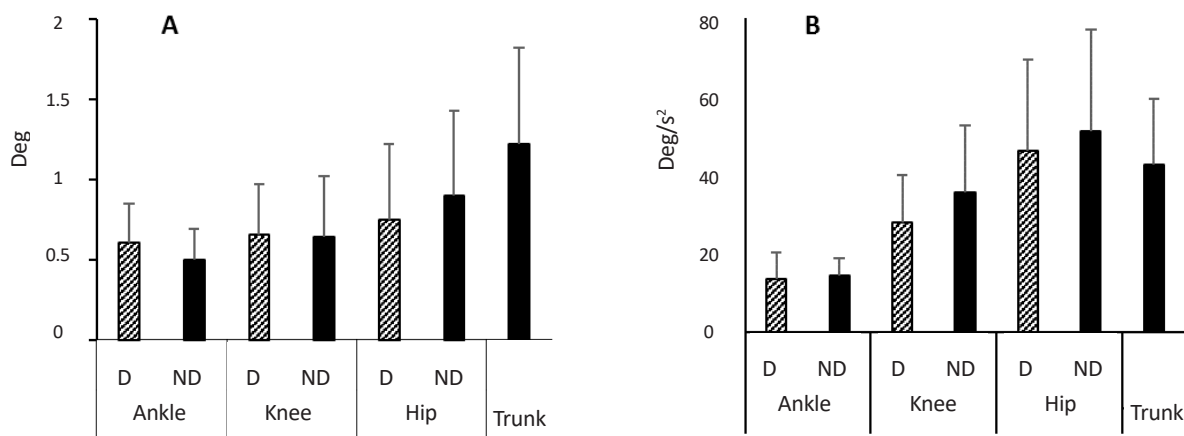 A
2
1.5
1
0.5
0
Deg
D ND D ND D ND
Ankle Knee Hip Trunk
B
80
60
40
20
0
Deg/s²
D ND D ND D ND
Ankle Knee Hip Trunk